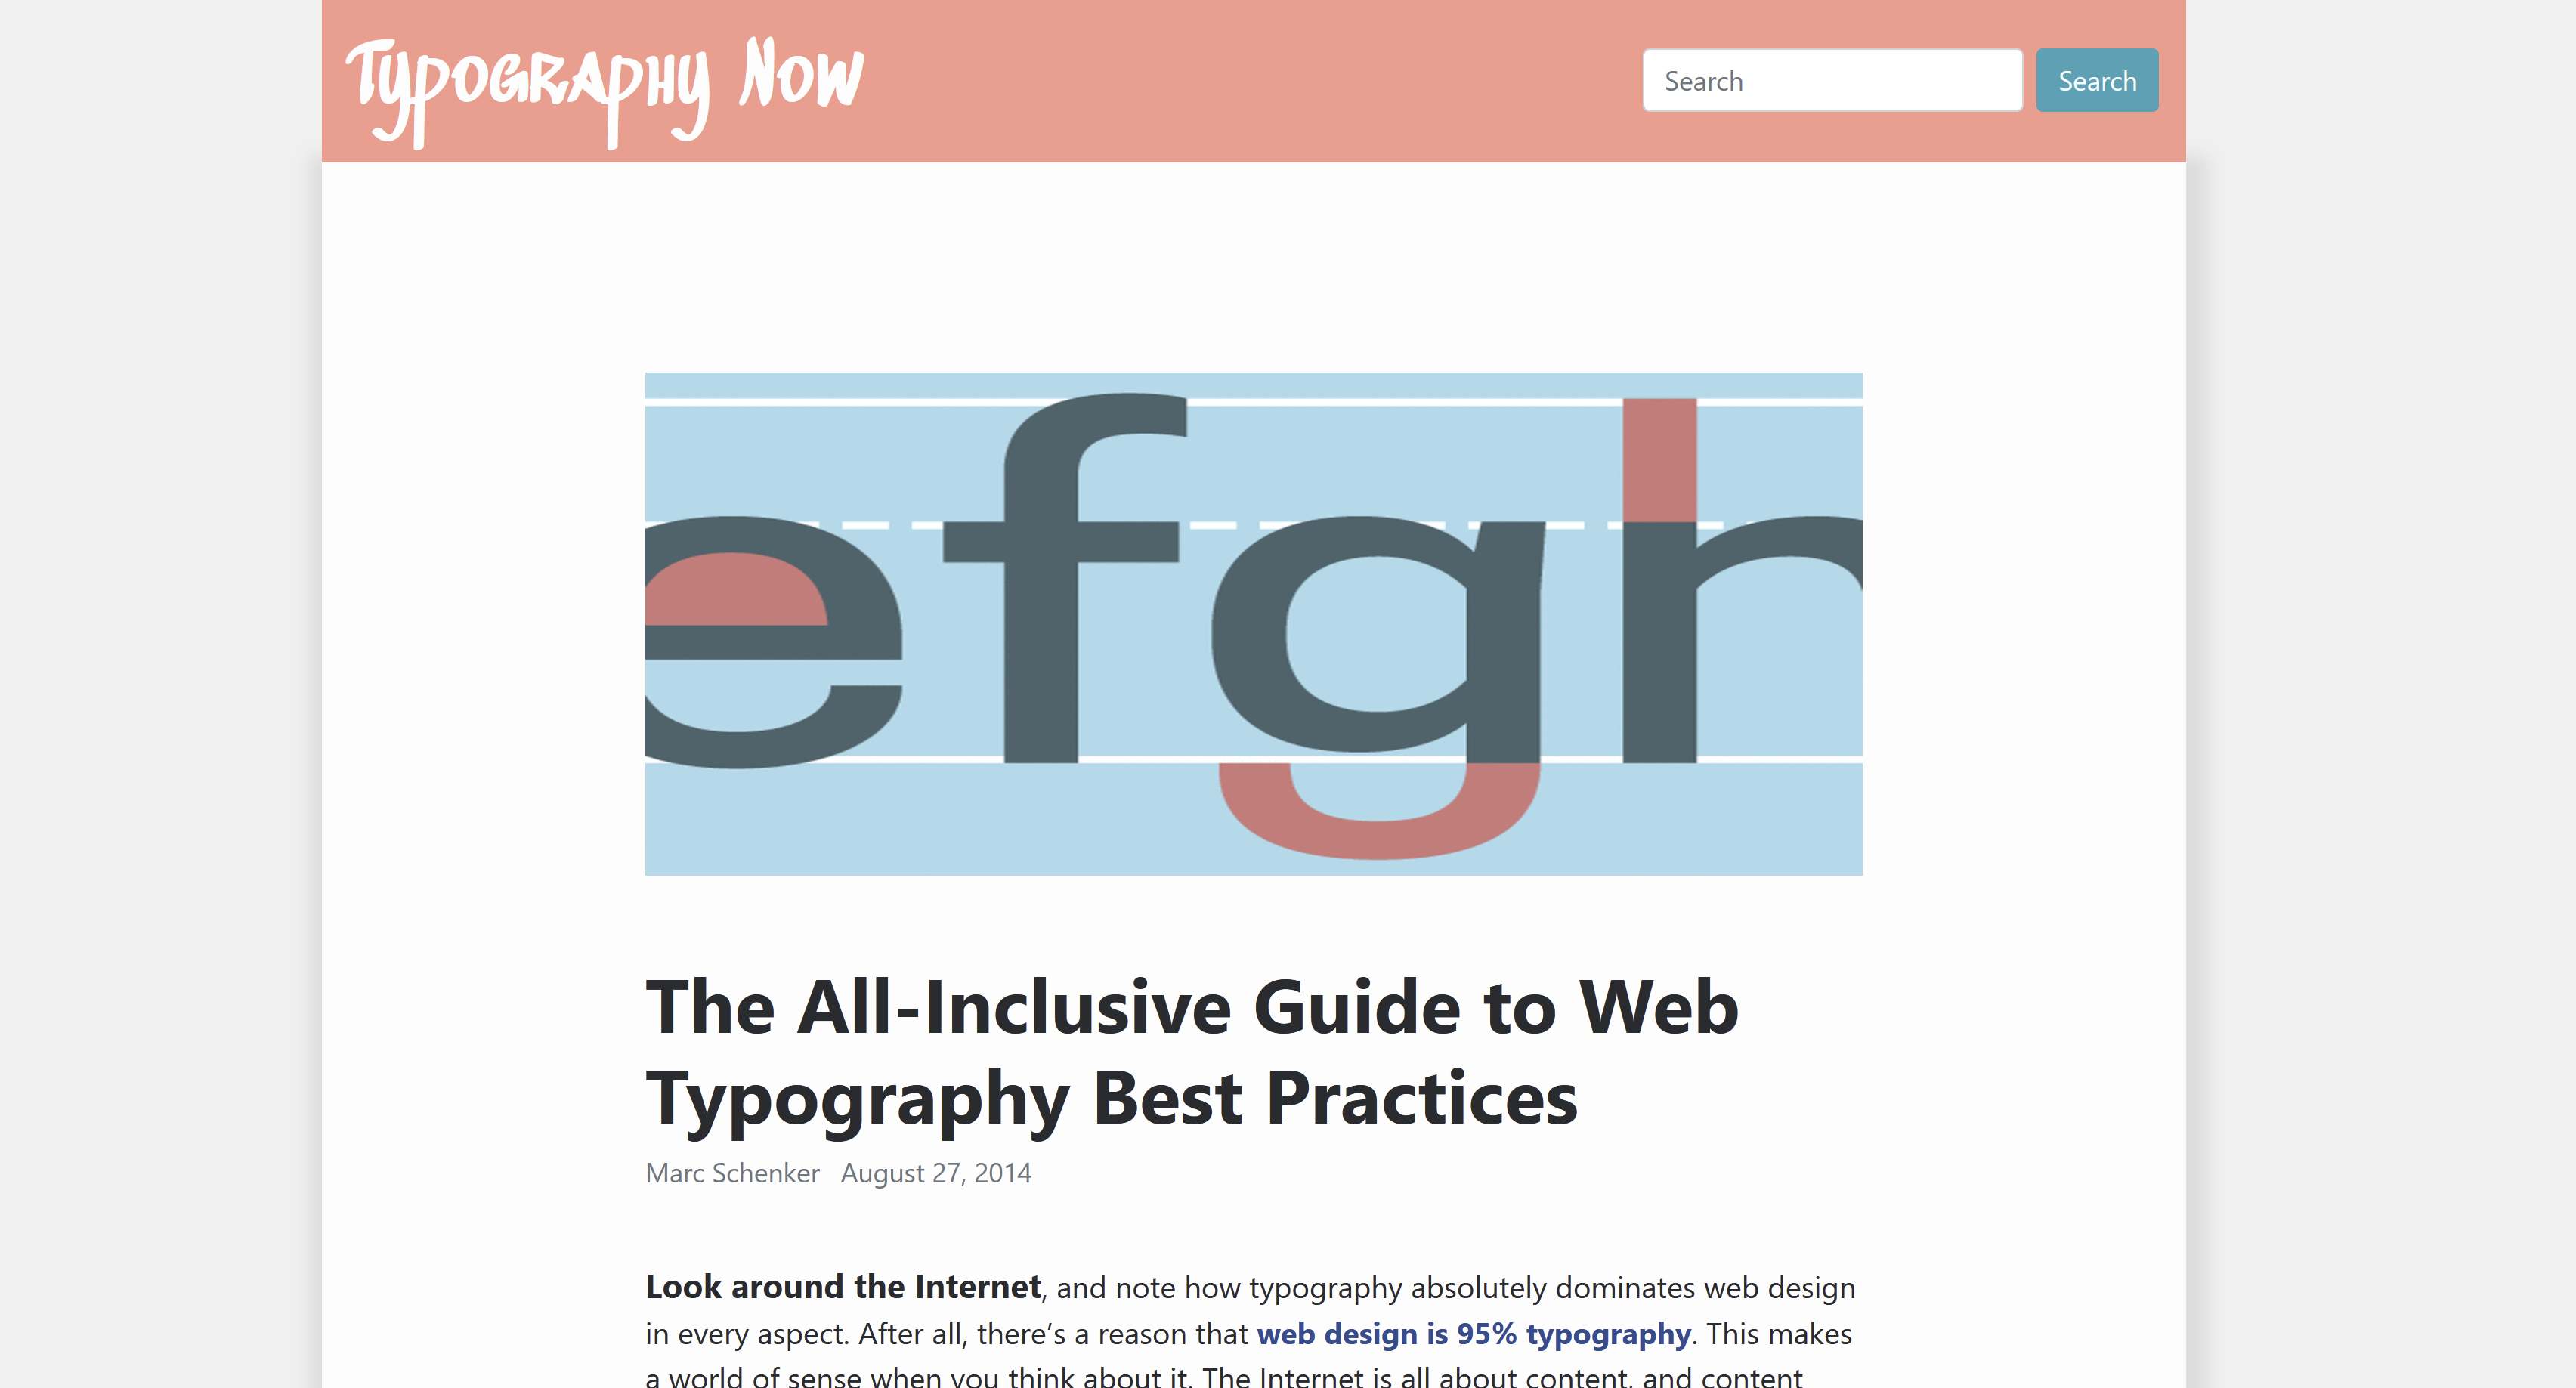 Typography Now
Search
Search
efgh
The All-Inclusive Guide to Web
Typography Best Practices
Marc Schenker August 27, 2014
Look around the Internet, and note how typography absolutely dominates web design
in every aspect. After all, there’s a reason that web design is 95% typography. This makes
a world of sense when you think about it. The Internet is all about content, and content